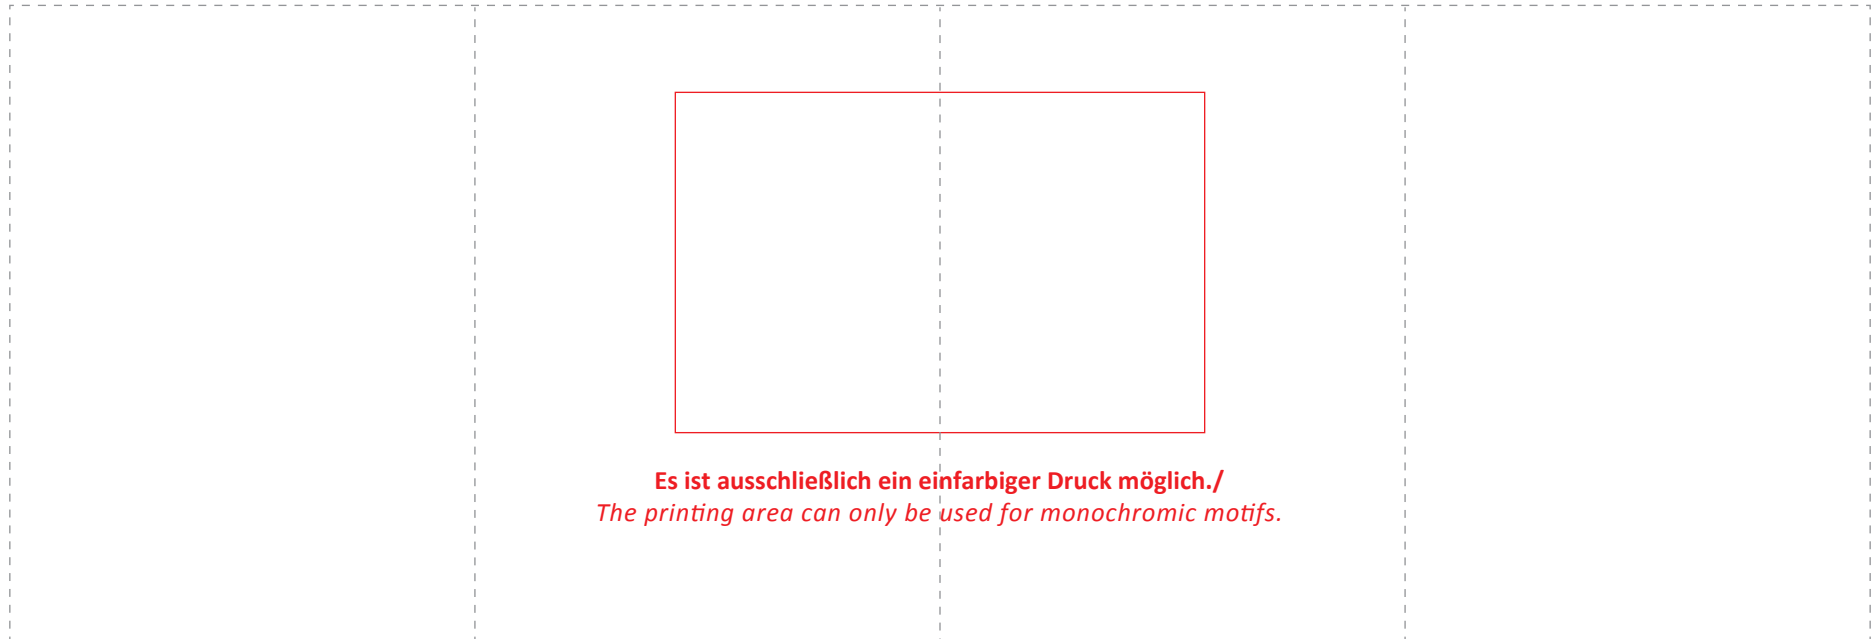 Es ist ausschließlich ein einfarbiger Druck möglich./
The printing area can only be used for monochromic motifs.